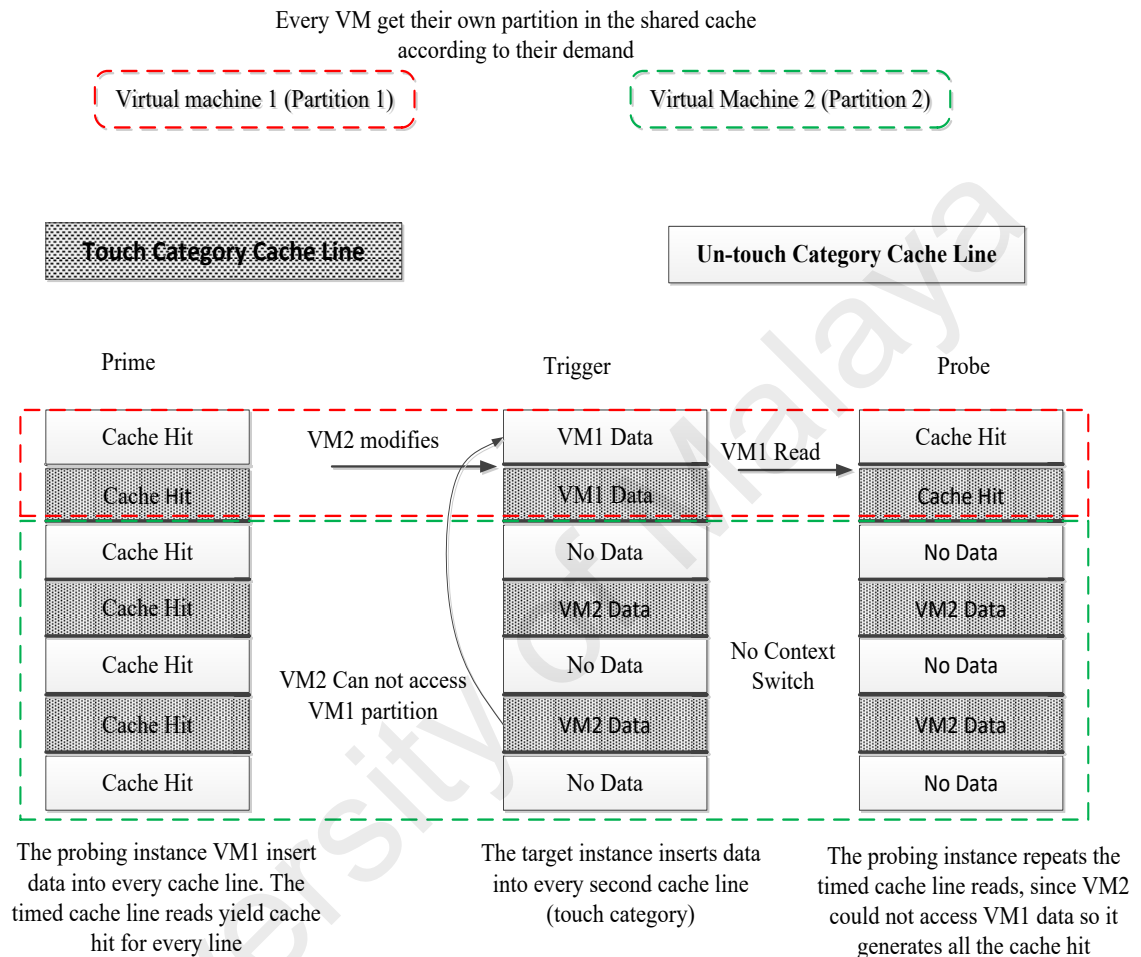 Every VM get their own partition in the shared cache
according to their demand
Virtual machine 1 (Partition 1)
Virtual Machine 2 (Partition 2)
Touch Category Cache Line
Un-touch Category Cache Line
Prime
Trigger
Probe
Cache Hit
VM2 modifies
VM1 Data
VM1 Read
Cache Hit
Cache Hit
VM1 Data
Cache Hit
Cache Hit
No Data
No Data
Cache Hit
VM2 Data
VM2 Data
Cache Hit
VM2 Can not access
VM1 partition
No Data
No Context
Switch
No Data
Cache Hit
VM2 Data
VM2 Data
Cache Hit
No Data
No Data
The probing instance VM1 insert
data into every cache line. The
timed cache line reads yield cache
hit for every line
The target instance inserts data
into every second cache line
(touch category)
The probing instance repeats the
timed cache line reads, since VM2
could not access VM1 data so it
generates all the cache hit
versity of Malaya